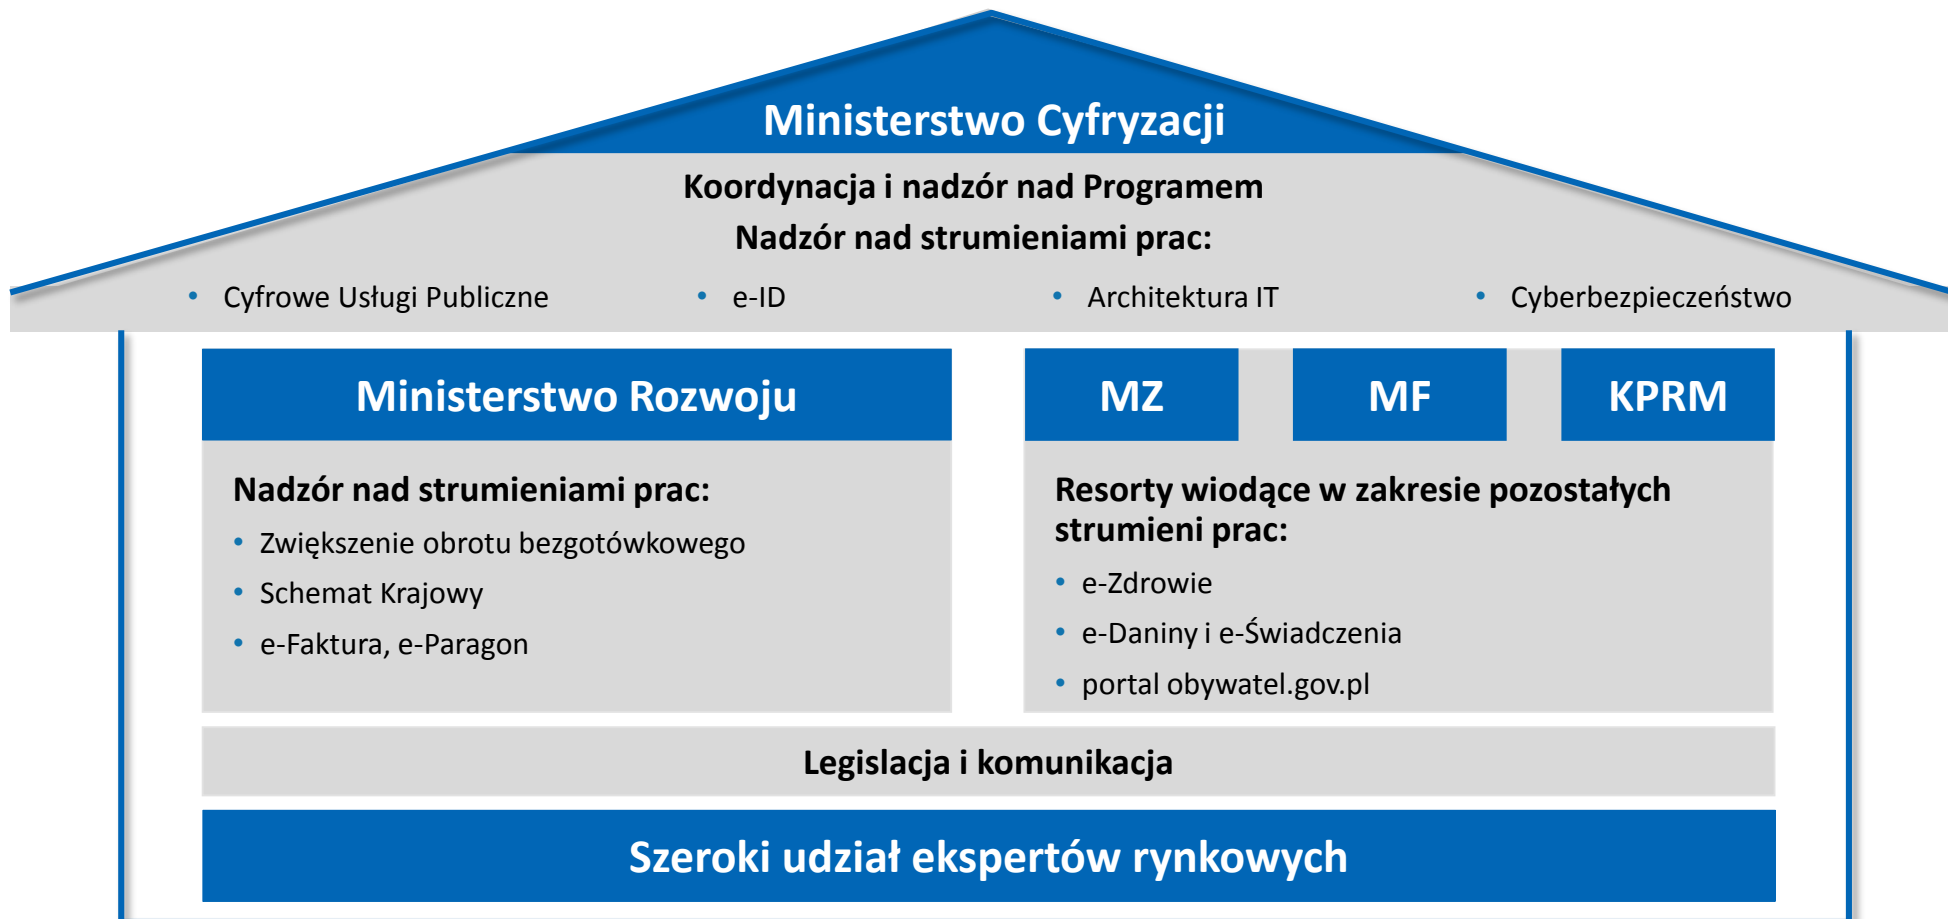 Ministerstwo Cyfryzacji
Koordynacja i nadzór nad Programem
Nadzór nad strumieniami prac:
• Cyfrowe Usługi Publiczne
• e-ID
• Architektura IT
• Cyberbezpieczeństwo
Ministerstwo Rozwoju
Nadzór nad strumieniami prac:
• Zwiększenie obrotu bezgotówkowego
• Schemat Krajowy
• e-Faktura, e-Paragon
MZ
MF
KPRM
Resorty wiodące w zakresie pozostałych
strumieni prac:
• e-Zdrowie
• e-Daniny i e-Świadczenia
• portal obywatel.gov.pl
Legislacja i komunikacja
Szeroki udział ekspertów rynkowych